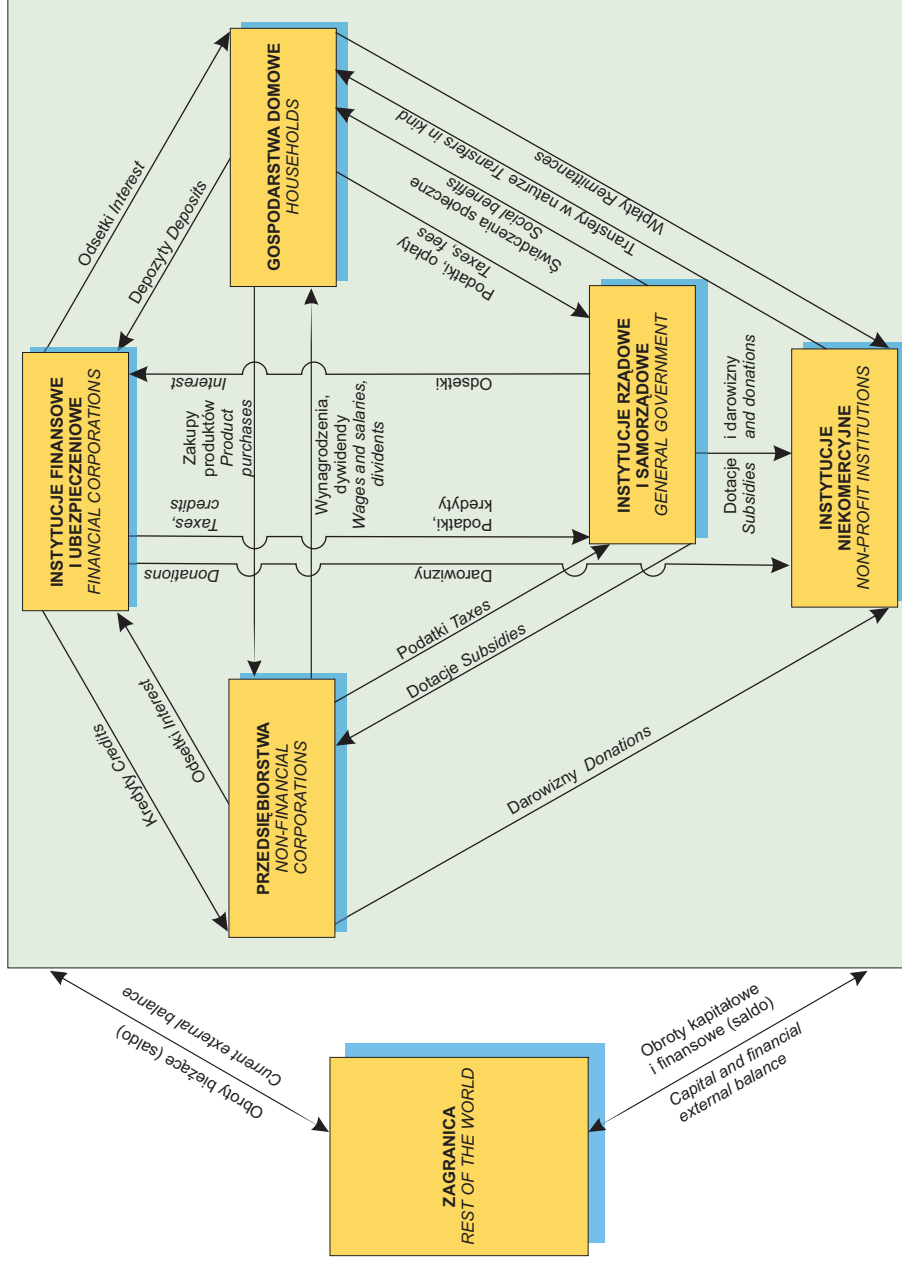 INSTYTUCJE FINANSOWE
I UBEZPIECZENIOWE
FINANCIAL CORPORATIONS
GOSPODARSTWA DOMOWE
HOUSEHOLDS
PRZEDSIĘBIORSTWA
NON-FINANCIAL
CORPORATIONS
INSTYTUCJE RZĄDOWE
I SAMORZĄDOWE
GENERAL GOVERNMENT
INSTYTUCJE
NIEKOMERCYJNE
NON-PROFIT INSTITUTIONS
ZAGRANICA
REST OF THE WORLD
Odsetki Interest
Depozyty Deposits
Kredyty Credits
Odsetki Interest
Zakupy
produktów
Product
purchases
Wynagrodzenia,
dywidendy
Wages and salaries,
dividents
Interest
Odsetki
Taxes,
credits
Podatki,
kredyty
Donations
Darowizny
Podatki, opłaty
Taxes, fees
Świadczenia społeczne
Social benefits
Transfery w naturze Transfers in kind
Wpłaty Remittances
Podatki Taxes
Dotacje Subsidies
Dotacje
Subsidies
i darowizny
and donations
Darowizny Donations
Obroty bieżące (saldo)
Current external balance
Obroty kapitałowe
i finansowe (saldo)
Capital and financial
external balance